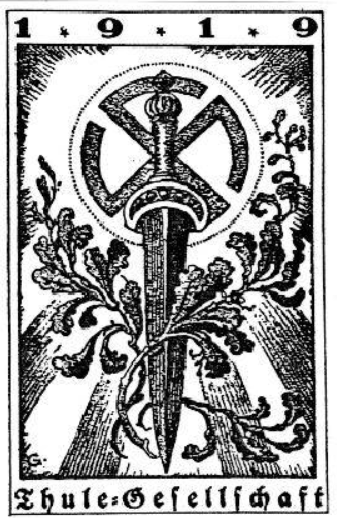 1 * 9 * 1 * 9
G.
Thule-Gesellschaft